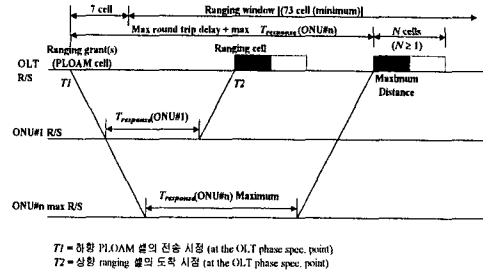 7 cell
Ranging window |(73 cell (minimum)|
Max round trip delay + max Tresponse(ONU#n)
N cells
(N ≥ 1)
Ranging grant(s)
(PLOAM cell)
Ranging cell
OLT
R/S
T1
T2
Maximum
Distance
Tresponse(ONU#1)
ONU#1 R/S
Tresponse(ONU#n) Maximum
ONU#n max R/S
T1 = 하향 PLOAM 셀의 전송 시점 (at the OLT phase spec. point)
T2 = 상향 ranging 셀의 도착 시점 (at the OLT phase spec. point)